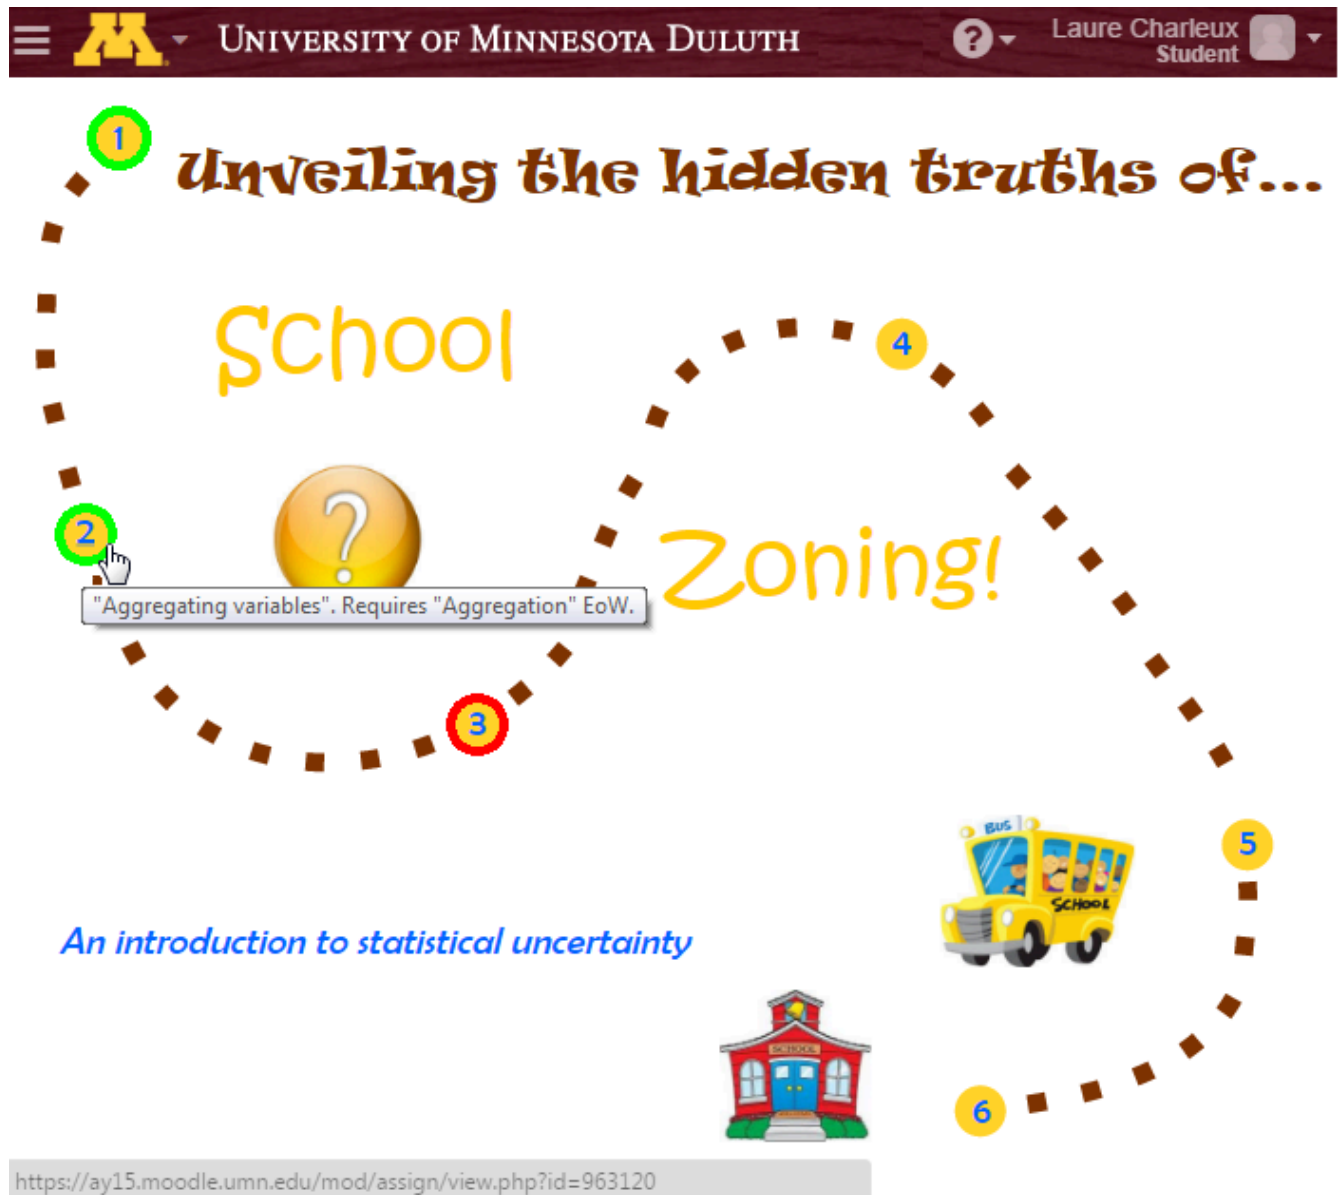 M
UNIVERSITY OF MINNESOTA DULUTH
?
Laure Charleux
Student
1
Unveiling the hidden truths of...
School
4
?
2
Zoning!
"Aggregating variables". Requires "Aggregation" EoW.
3
BUS
SCHOOL
5
An introduction to statistical uncertainty
SCHOOL
6
https://ay15.moodle.umn.edu/mod/assign/view.php?id=963120